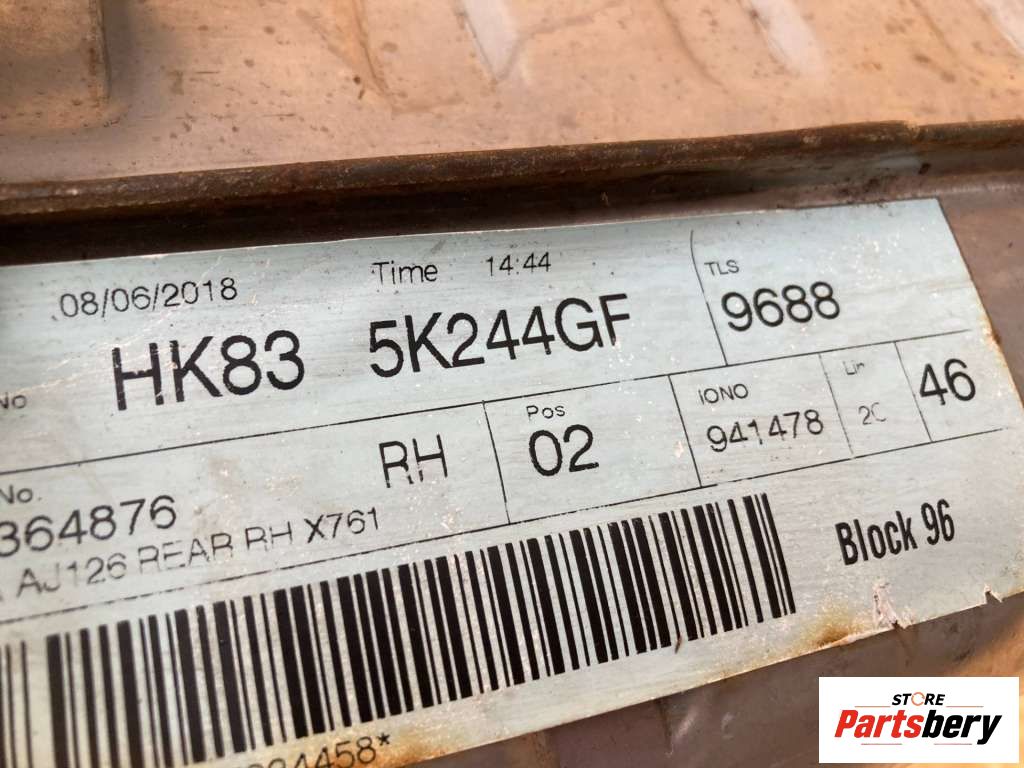 08/06/2018 Time 14:44
TLS
No HK83 5K244GF 9688
RH Pos 02 IONO 941478 46
No.
364876
AJ126 REAR RH X761
Block 96
4458*
STORE
Partsbery